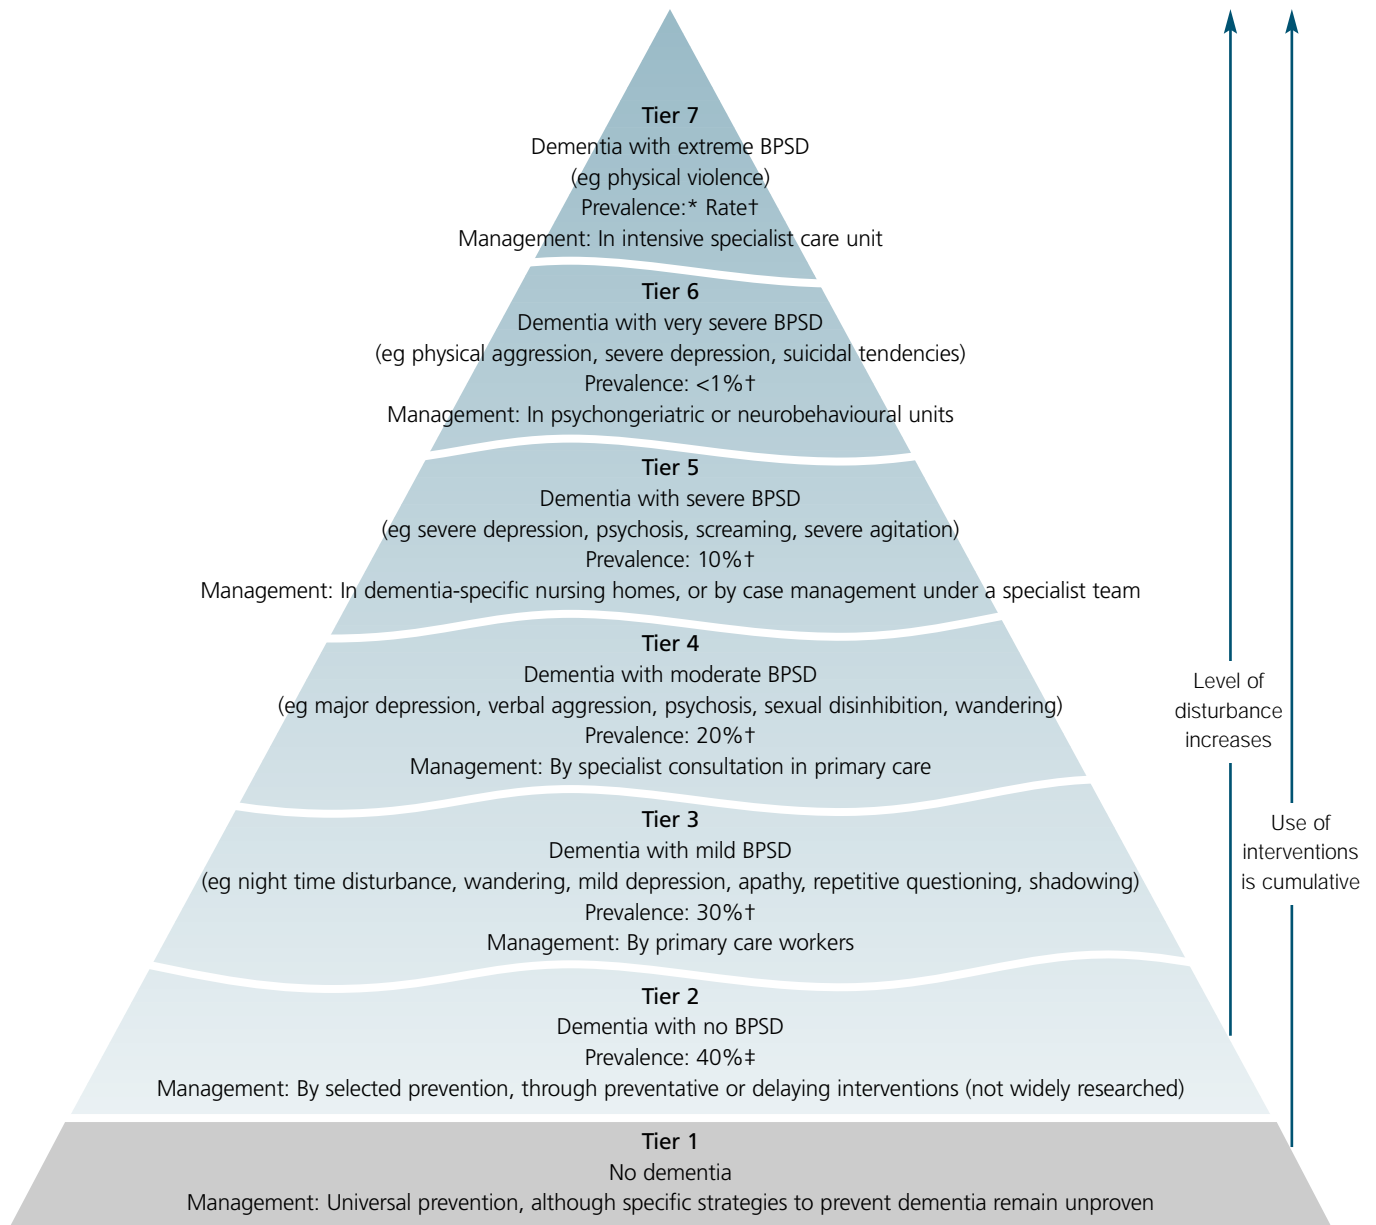 Tier 7
Dementia with extreme BPSD
(eg physical violence)
Prevalence:* Rate†
Management: In intensive specialist care unit
Tier 6
Dementia with very severe BPSD
(eg physical aggression, severe depression, suicidal tendencies)
Prevalence: <1%†
Management: In psychongeriatric or neurobehavioural units
Tier 5
Dementia with severe BPSD
(eg severe depression, psychosis, screaming, severe agitation)
Prevalence: 10%†
Management: In dementia-specific nursing homes, or by case management under a specialist team
Tier 4
Dementia with moderate BPSD
(eg major depression, verbal aggression, psychosis, sexual disinhibition, wandering)
Prevalence: 20%†
Management: By specialist consultation in primary care
Tier 3
Dementia with mild BPSD
(eg night time disturbance, wandering, mild depression, apathy, repetitive questioning, shadowing)
Prevalence: 30%†
Management: By primary care workers
Tier 2
Dementia with no BPSD
Prevalence: 40%‡
Management: By selected prevention, through preventative or delaying interventions (not widely researched)
Tier 1
No dementia
Management: Universal prevention, although specific strategies to prevent dementia remain unproven
Level of
disturbance
increases
Use of
interventions
is cumulative